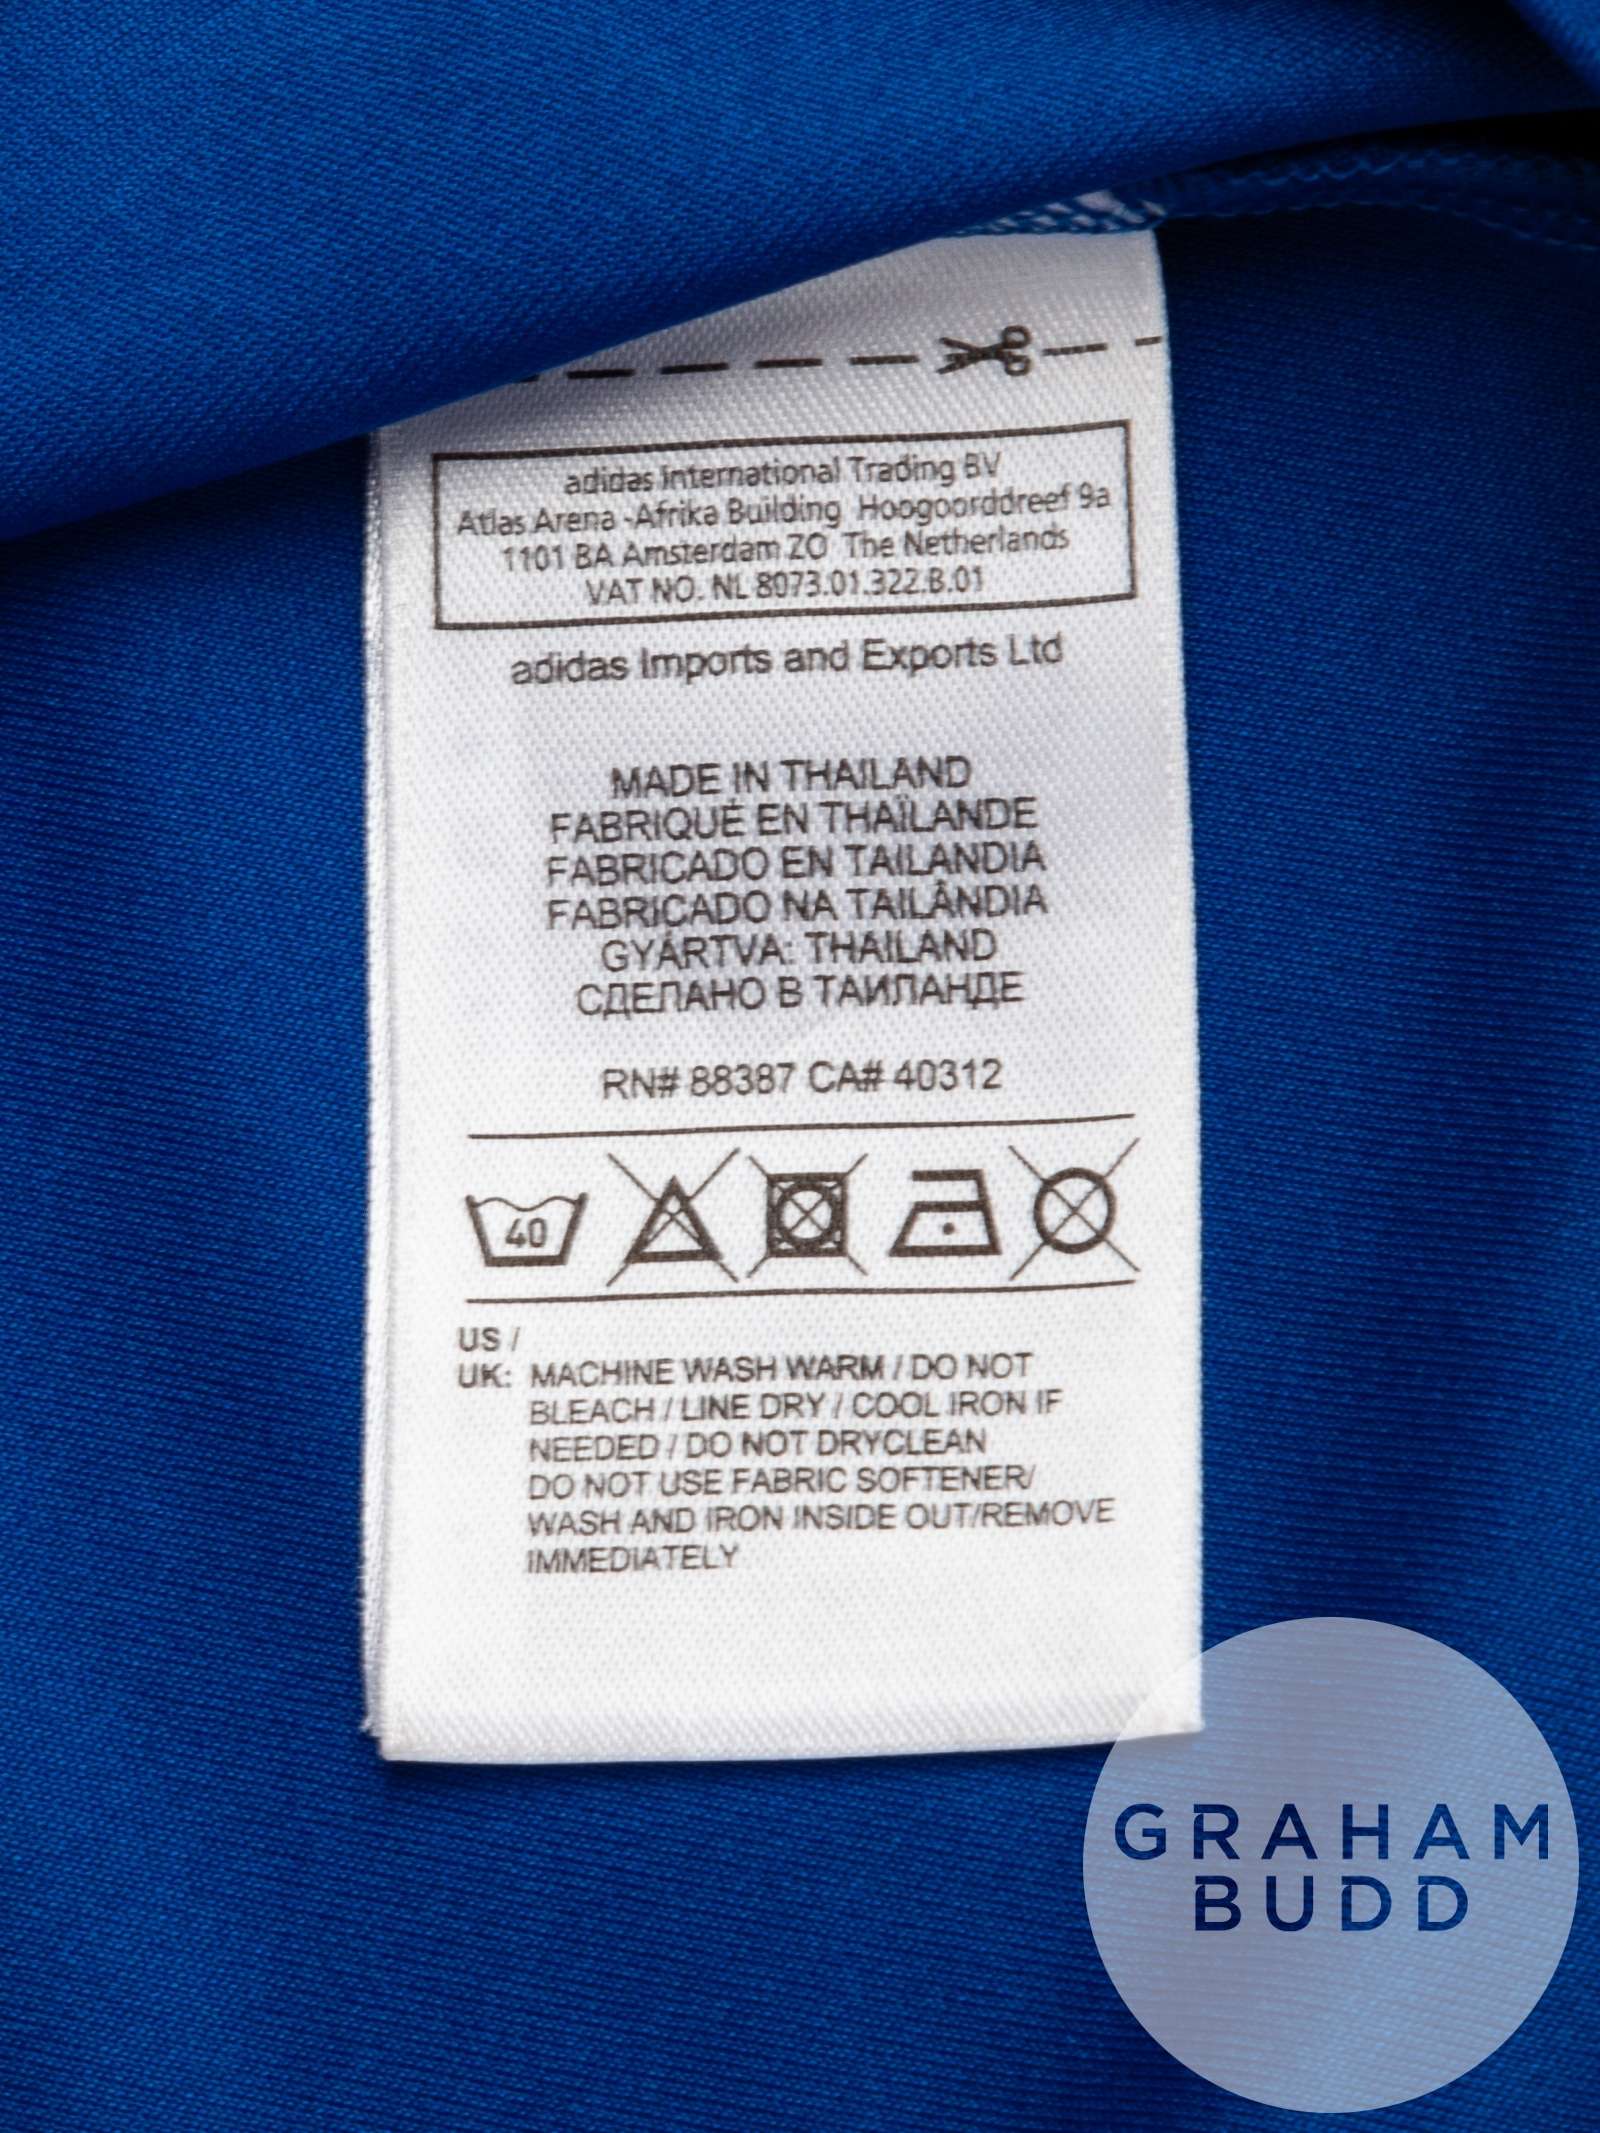 adidas International Trading BV
Atlas Arena -Afrika Building Hoogoorddreef 9a
1101 BA Amsterdam ZO The Netherlands
VAT NO. NL 8073.01.322.B.01
adidas Imports and Exports Ltd
MADE IN THAILAND
FABRIQUÉ EN THAÏLANDE
FABRICADO EN TAILANDIA
FABRICADO NA TAILÂNDIA
GYÁRTVA: THAILAND
СДЕЛАНО В ТАИЛАНДЕ
RN# 88387 CA# 40312
40
US /
UK: MACHINE WASH WARM / DO NOT
BLEACH / LINE DRY / COOL IRON IF
NEEDED / DO NOT DRYCLEAN
DO NOT USE FABRIC SOFTENER/
WASH AND IRON INSIDE OUT/REMOVE
IMMEDIATELY
GRAHAM
BUDD